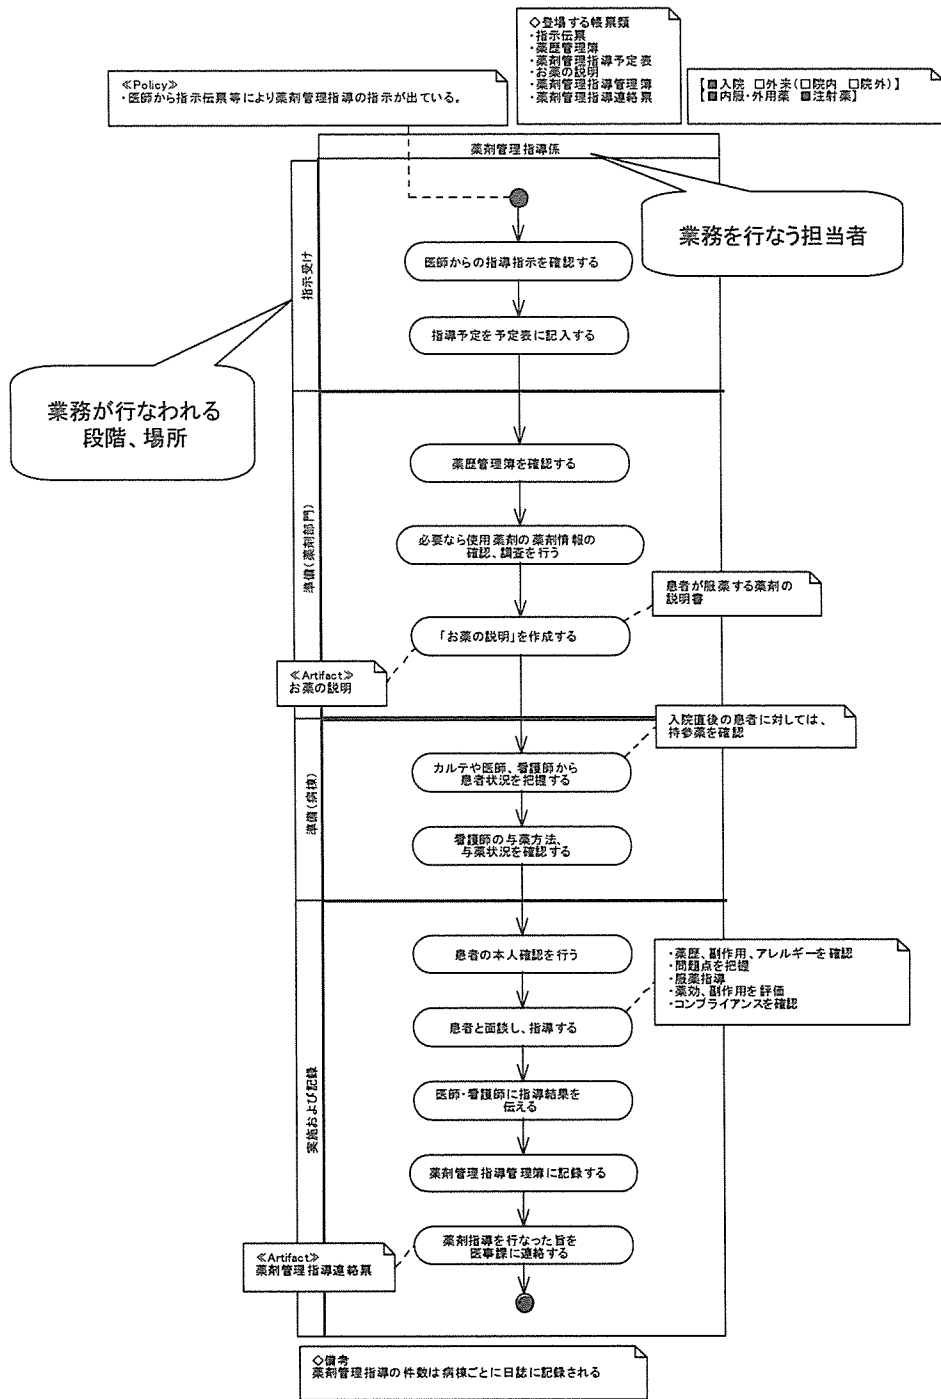 ◇登場する帳票類
・指示伝票
・薬歴管理簿
・薬剤管理指導予定表
・お薬の説明
・薬剤管理指導管理簿
・薬剤管理指導連絡票
≪Policy≫
・医師から指示伝票等により薬剤管理指導の指示が出ている。
【■入院 □外来(□院内 □院外)】
【■内服・外用薬 ■注射薬】
薬剤管理指導係
業務を行なう担当者
指示受け
医師からの指導指示を確認する
指導予定を予定表に記入する
業務が行なわれる
段階、場所
準備(薬剤部門)
薬歴管理簿を確認する
必要なら使用薬剤の薬剤情報の
確認、調査を行う
患者が服薬する薬剤の
説明書
「お薬の説明」を作成する
≪Artifact≫
お薬の説明
準備(病棟)
入院直後の患者に対しては、
持参薬を確認
カルテや医師、看護師から
患者状況を把握する
看護師の与薬方法、
与薬状況を確認する
実施および記録
患者の本人確認を行う
・薬歴、副作用、アレルギーを確認
・問題点を把握
・服薬指導
・薬効、副作用を評価
・コンプライアンスを確認
患者と面談し、指導する
医師・看護師に指導結果を
伝える
薬剤管理指導管理簿に記録する
薬剤指導を行なった旨を
医事課に連絡する
≪Artifact≫
薬剤管理指導連絡票
◇備考
薬剤管理指導の件数は病棟ごとに日誌に記録される